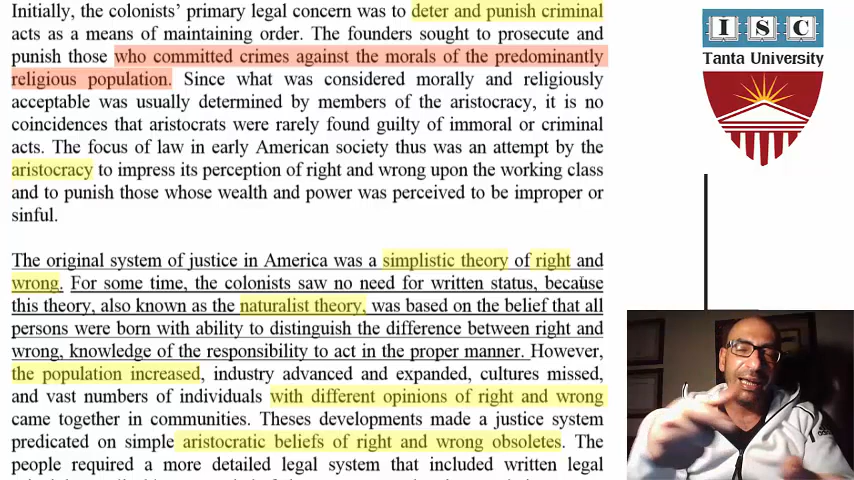 Initially, the colonists' primary legal concern was to deter and punish criminal
acts as a means of maintaining order. The founders sought to prosecute and
punish those who committed crimes against the morals of the predominantly
religious population. Since what was considered morally and religiously
acceptable was usually determined by members of the aristocracy, it is no
coincidences that aristocrats were rarely found guilty of immoral or criminal
acts. The focus of law in early American society thus was an attempt by the
aristocracy to impress its perception of right and wrong upon the working class
and to punish those whose wealth and power was perceived to be improper or
sinful.
The original system of justice in America was a simplistic theory of right and
wrong. For some time, the colonists saw no need for written status, because
this theory, also known as the naturalist theory, was based on the belief that all
persons were born with ability to distinguish the difference between right and
wrong, knowledge of the responsibility to act in the proper manner. However,
the population increased, industry advanced and expanded, cultures missed,
and vast numbers of individuals with different opinions of right and wrong
came together in communities. Theses developments made a justice system
predicated on simple aristocratic beliefs of right and wrong obsoletes. The
people required a more detailed legal system that included written legal
I S C
Tanta University
adidas